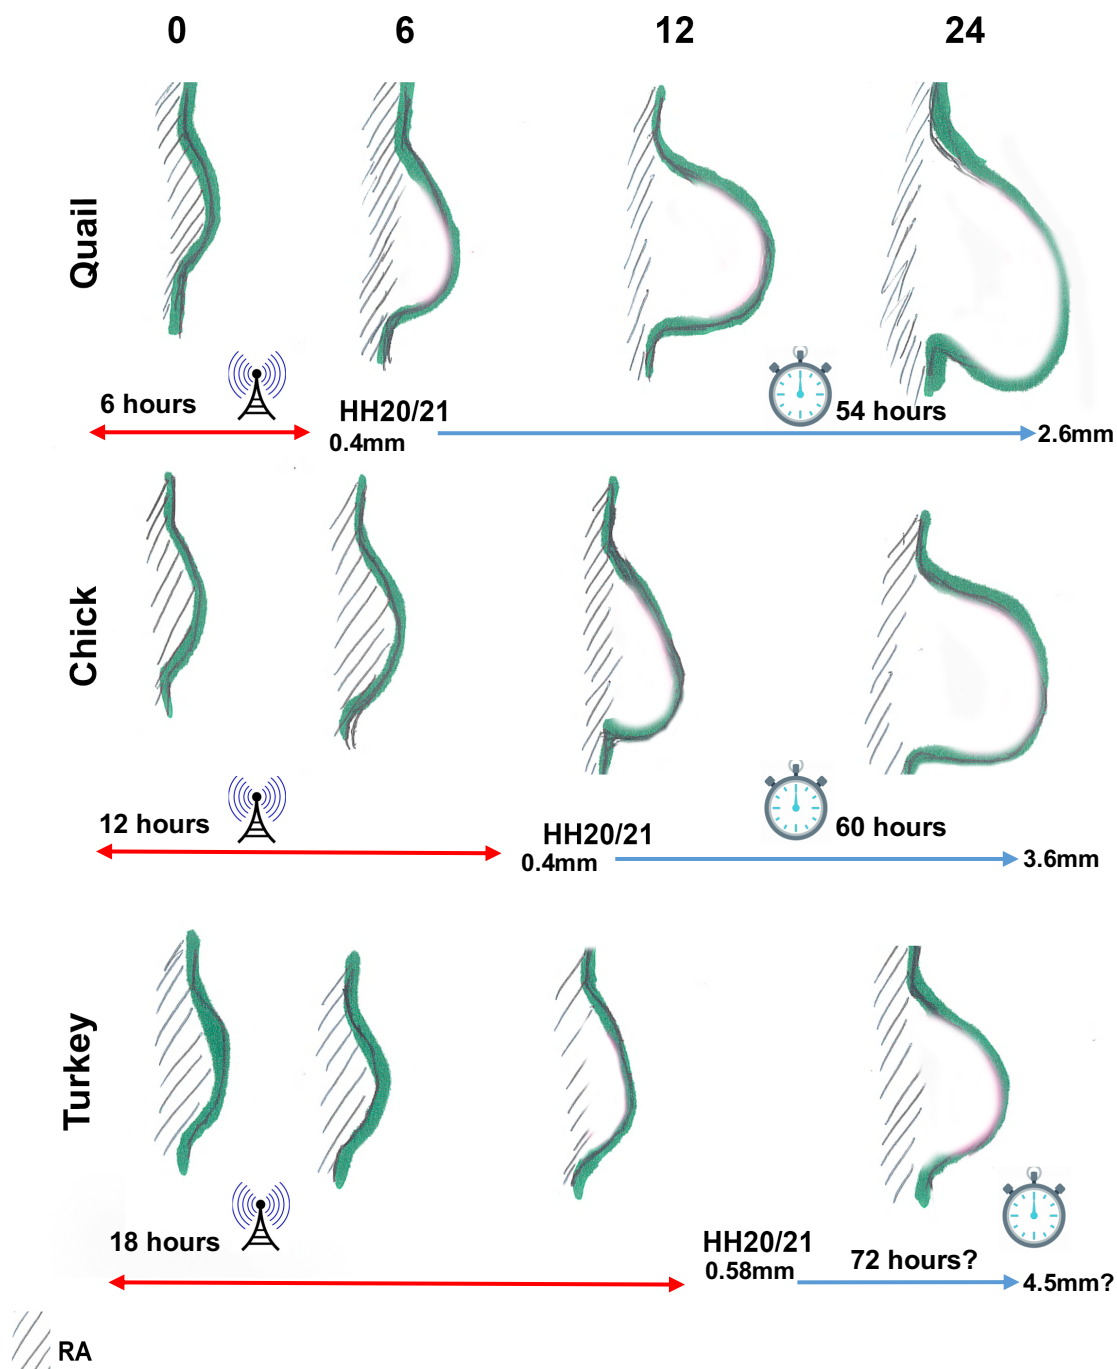 0 6 12 24
Quail
6 hours
HH20/21
0.4mm
54 hours
2.6mm
Chick
12 hours
HH20/21
0.4mm
60 hours
3.6mm
Turkey
18 hours
HH20/21
0.58mm
72 hours?
4.5mm?
RA